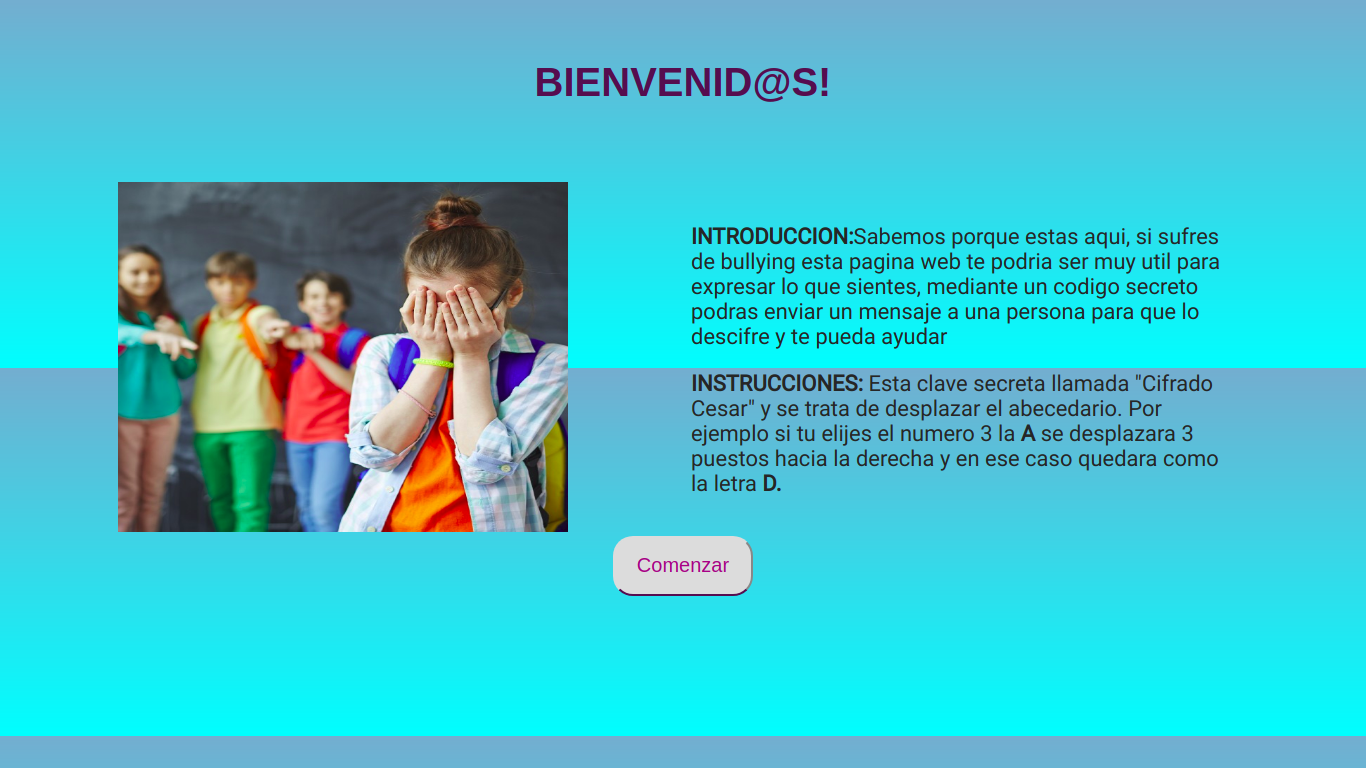 BIENVENID@S!
INTRODUCCION:Sabemos porque estas aqui, si sufres
de bullying esta pagina web te podria ser muy util para
expresar lo que sientes, mediante un codigo secreto
podras enviar un mensaje a una persona para que lo
descifre y te pueda ayudar
INSTRUCCIONES: Esta clave secreta llamada "Cifrado
Cesar" y se trata de desplazar el abecedario. Por
ejemplo si tu elijes el numero 3 la A se desplazara 3
puestos hacia la derecha y en ese caso quedara como
la letra D.
Comenzar